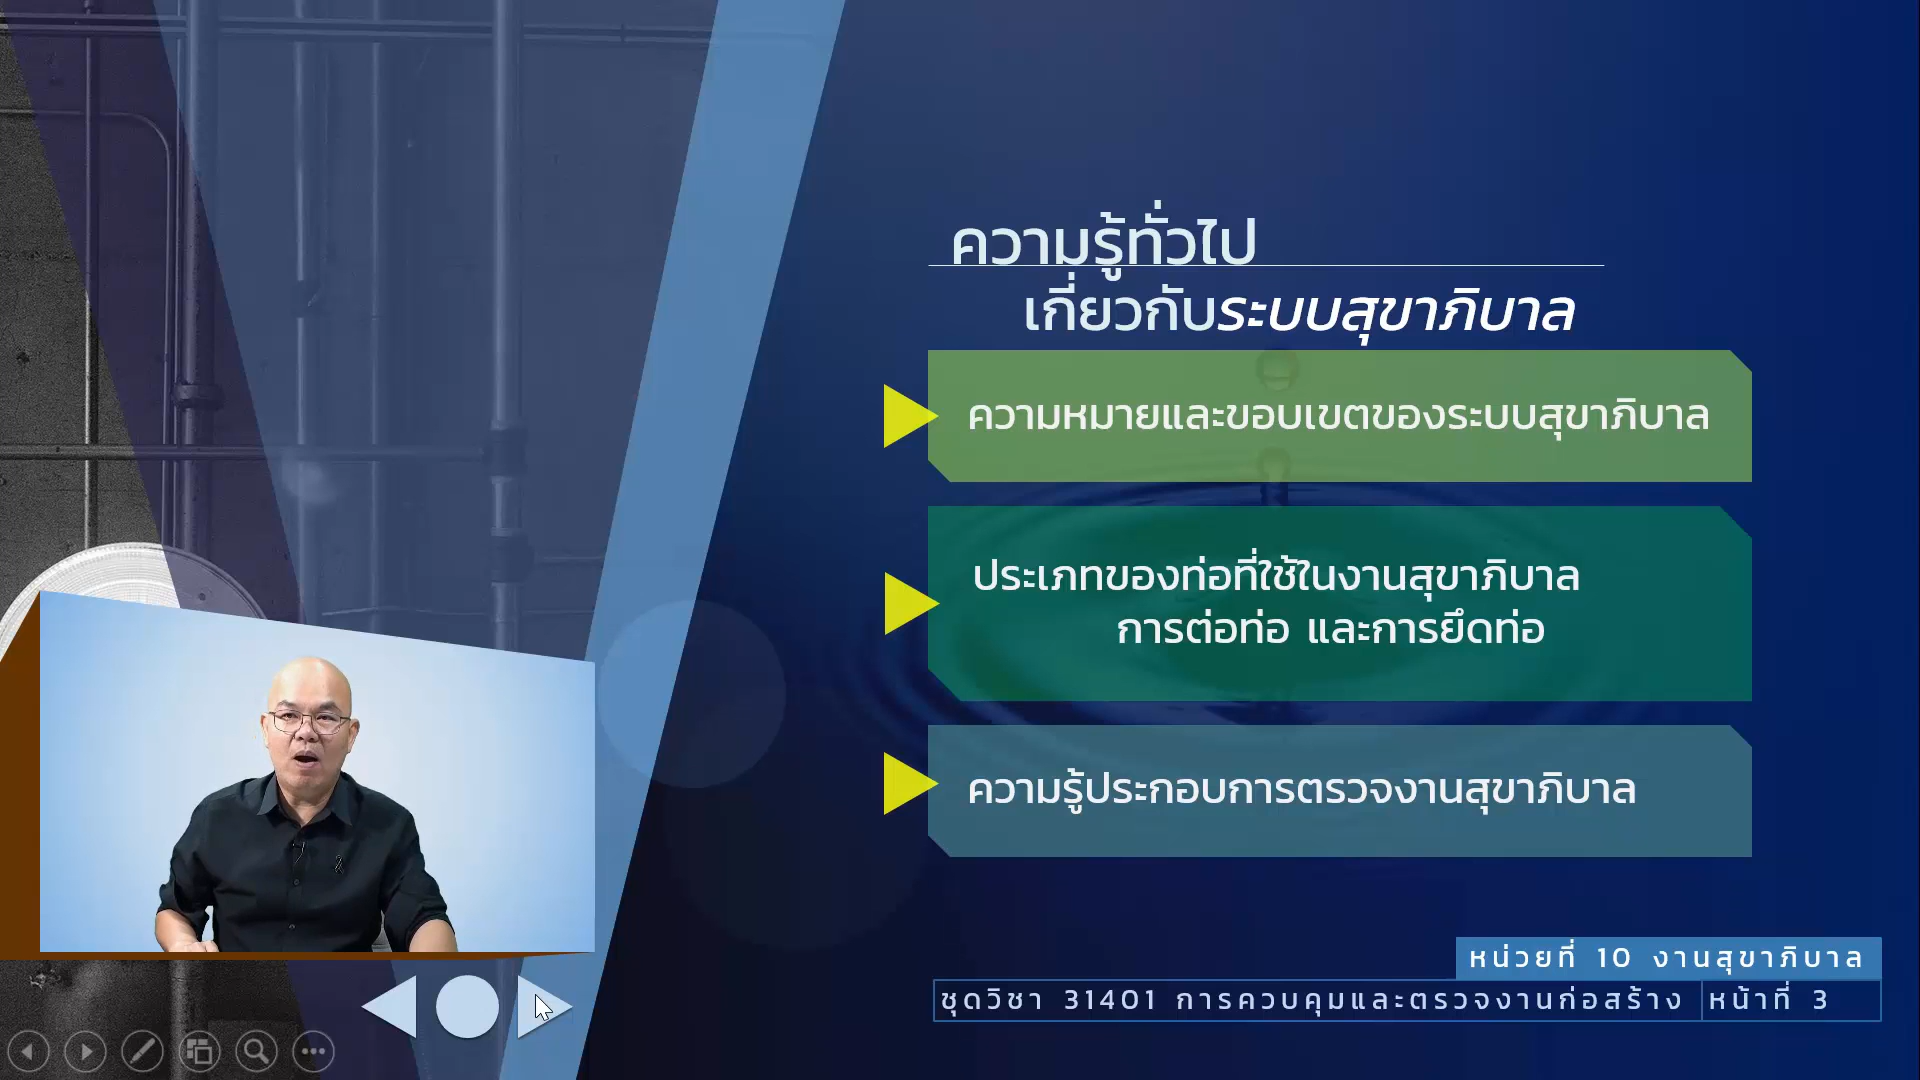 ความรู้ทั่วไป
เกี่ยวกับระบบสุขาภิบาล
ความหมายและขอบเขตของระบบสุขาภิบาล
ประเภทของท่อที่ใช้ในงานสุขาภิบาล
การต่อท่อ และการยึดท่อ
ความรู้ประกอบการตรวจงานสุขาภิบาล
หน่วยที่ 10 งานสุขาภิบาล
ชุดวิชา 31401 การควบคุมและตรวจงานก่อสร้าง หน้าที่ 3